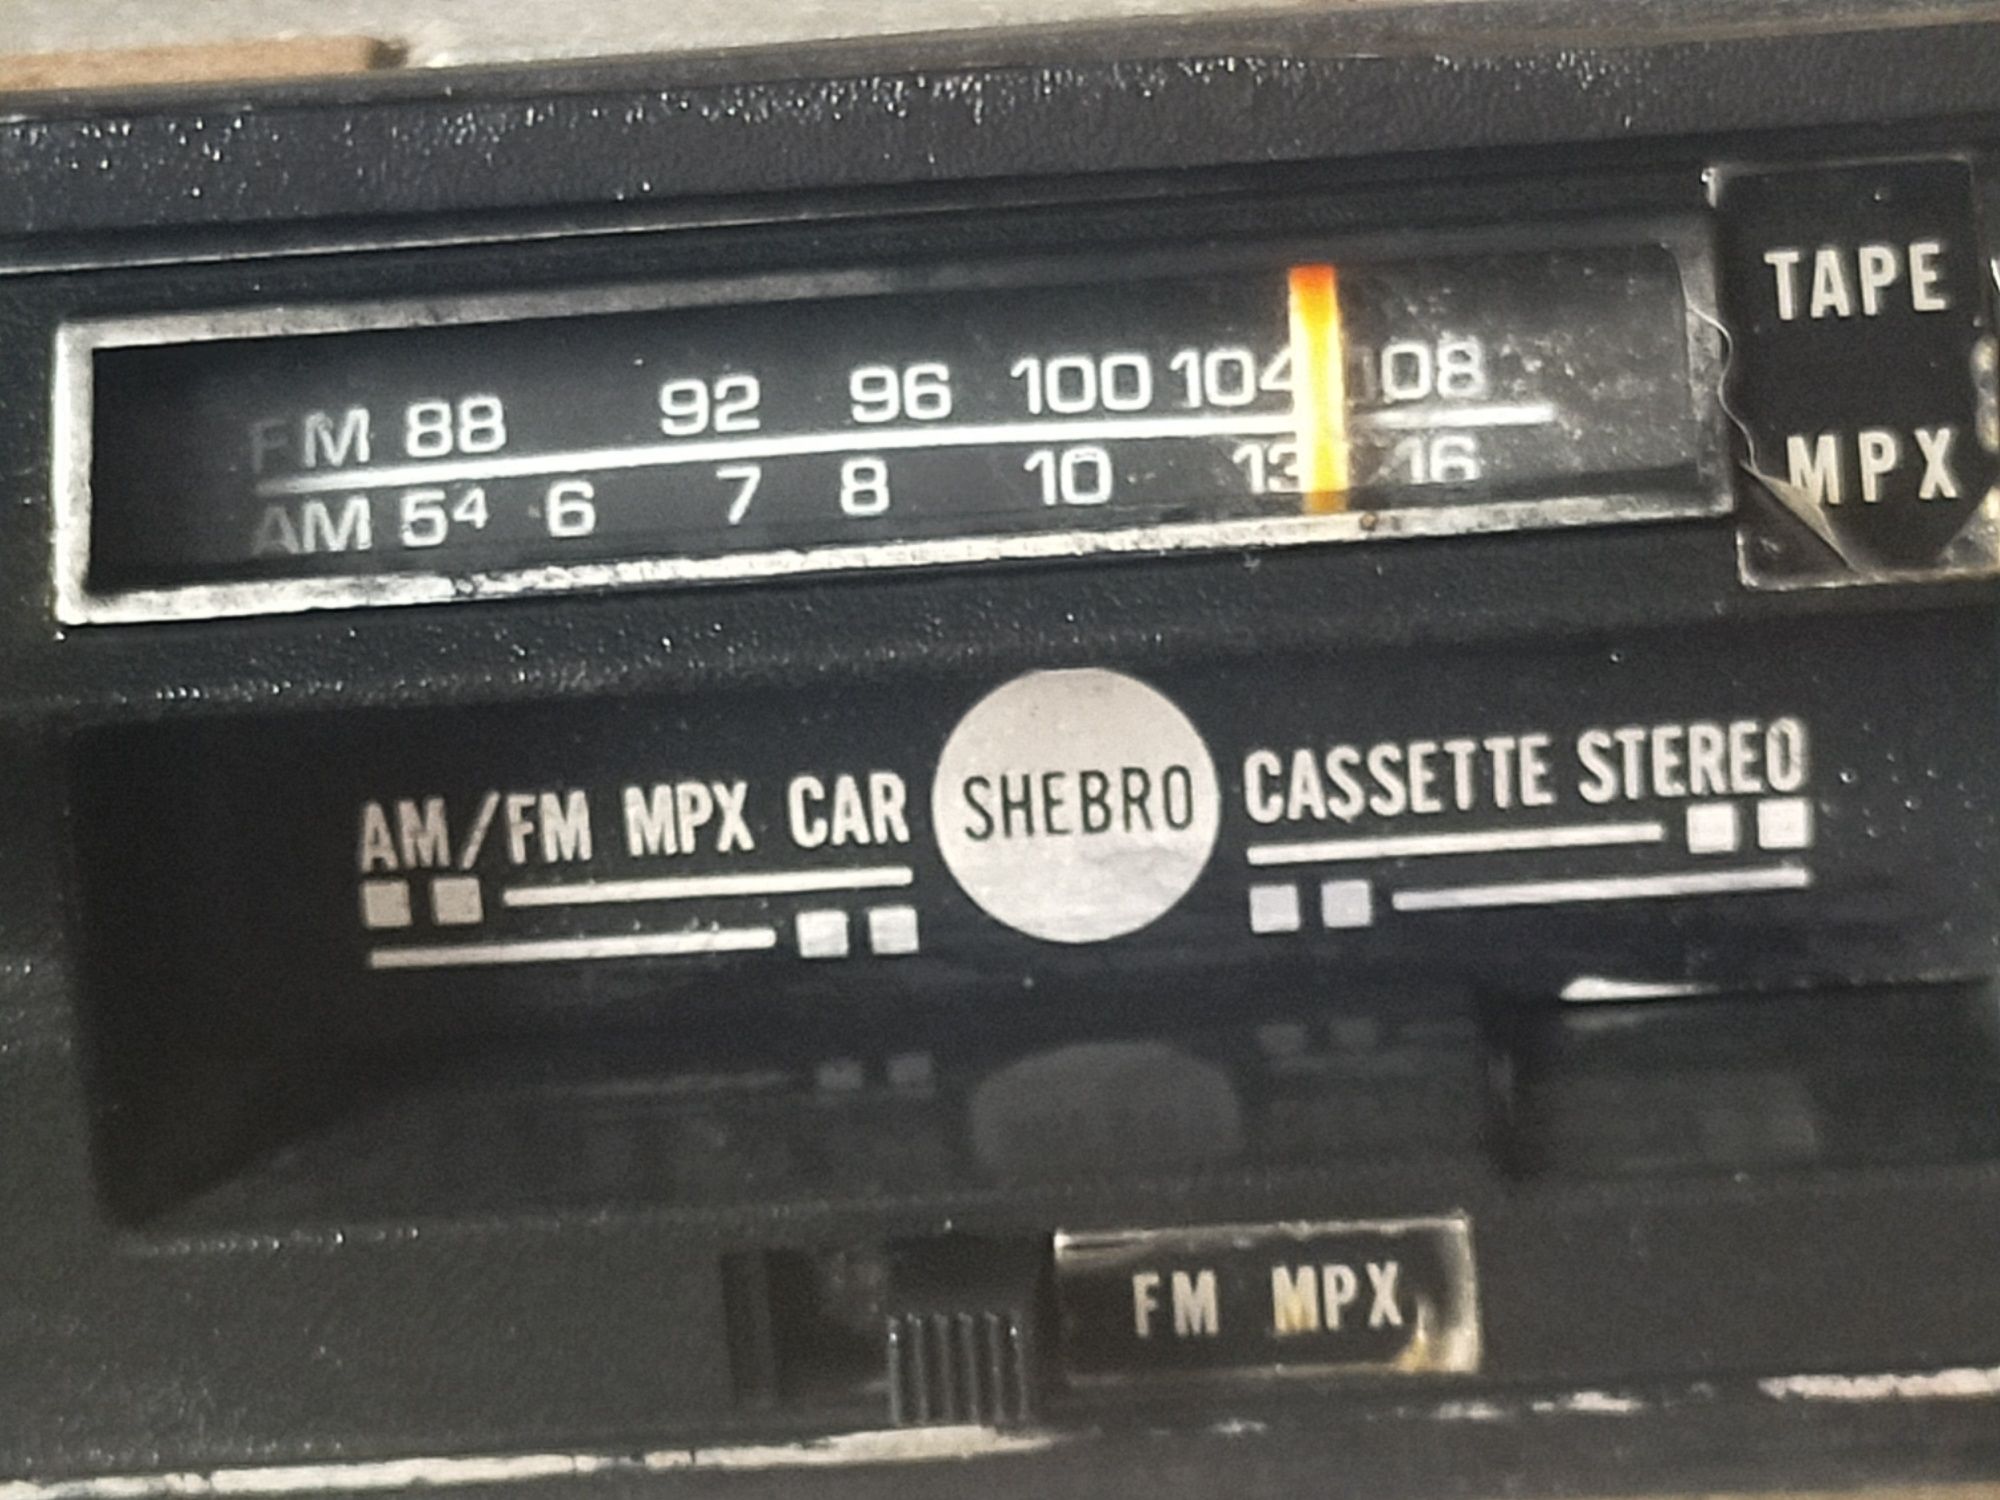 FM 88 92 96 100 104 108
AM 54 6 7 8 10 13 16
TAPE
MPX
AM/FM MPX CAR SHEBRO CASSETTE STEREO
FM MPX